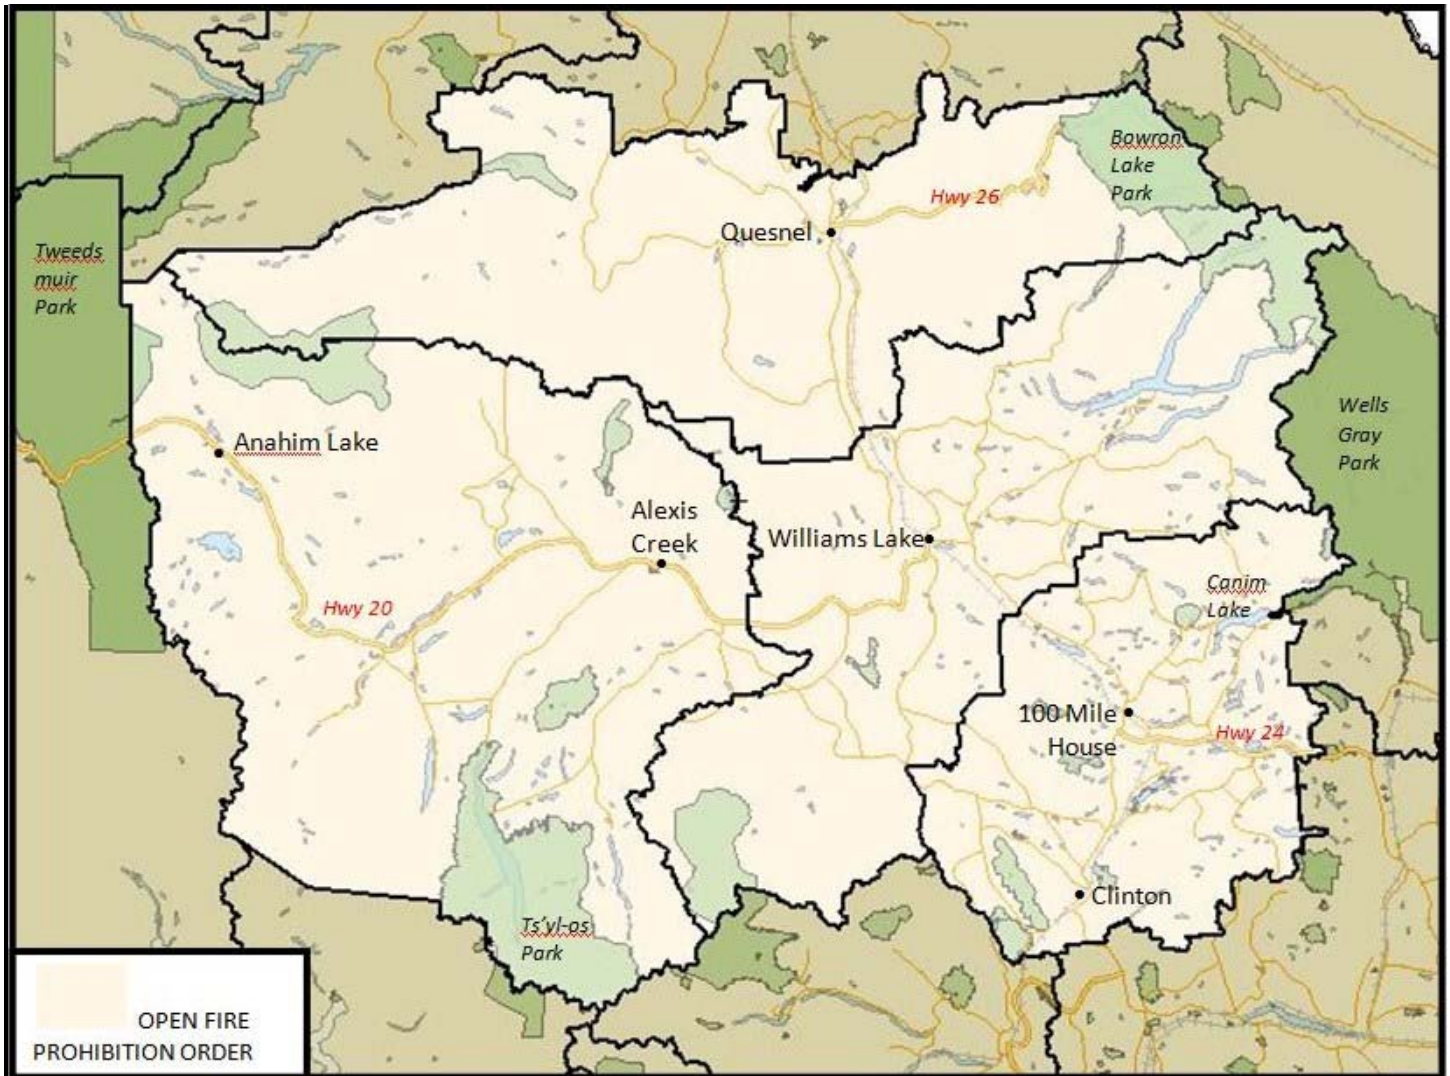 Bowron
Lake
Park
Hwy 26
Quesnel
Tweeds
muir
Park
Wells
Gray
Park
Anahim Lake
Alexis
Creek
Williams Lake
Canim
Lake
Hwy 20
100 Mile
House
Hwy 24
Clinton
Ts'yl-os
Park
OPEN FIRE
PROHIBITION ORDER